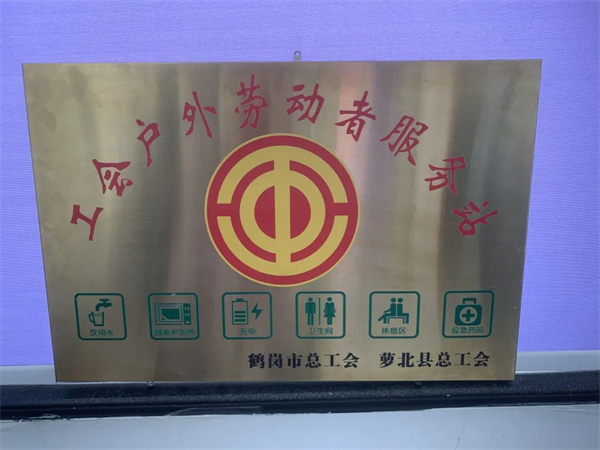 工会户外劳动者服务站
饮用水 微波炉加热 充电 卫生间 休息区 应急药品
鹤岗市总工会 萝北县总工会